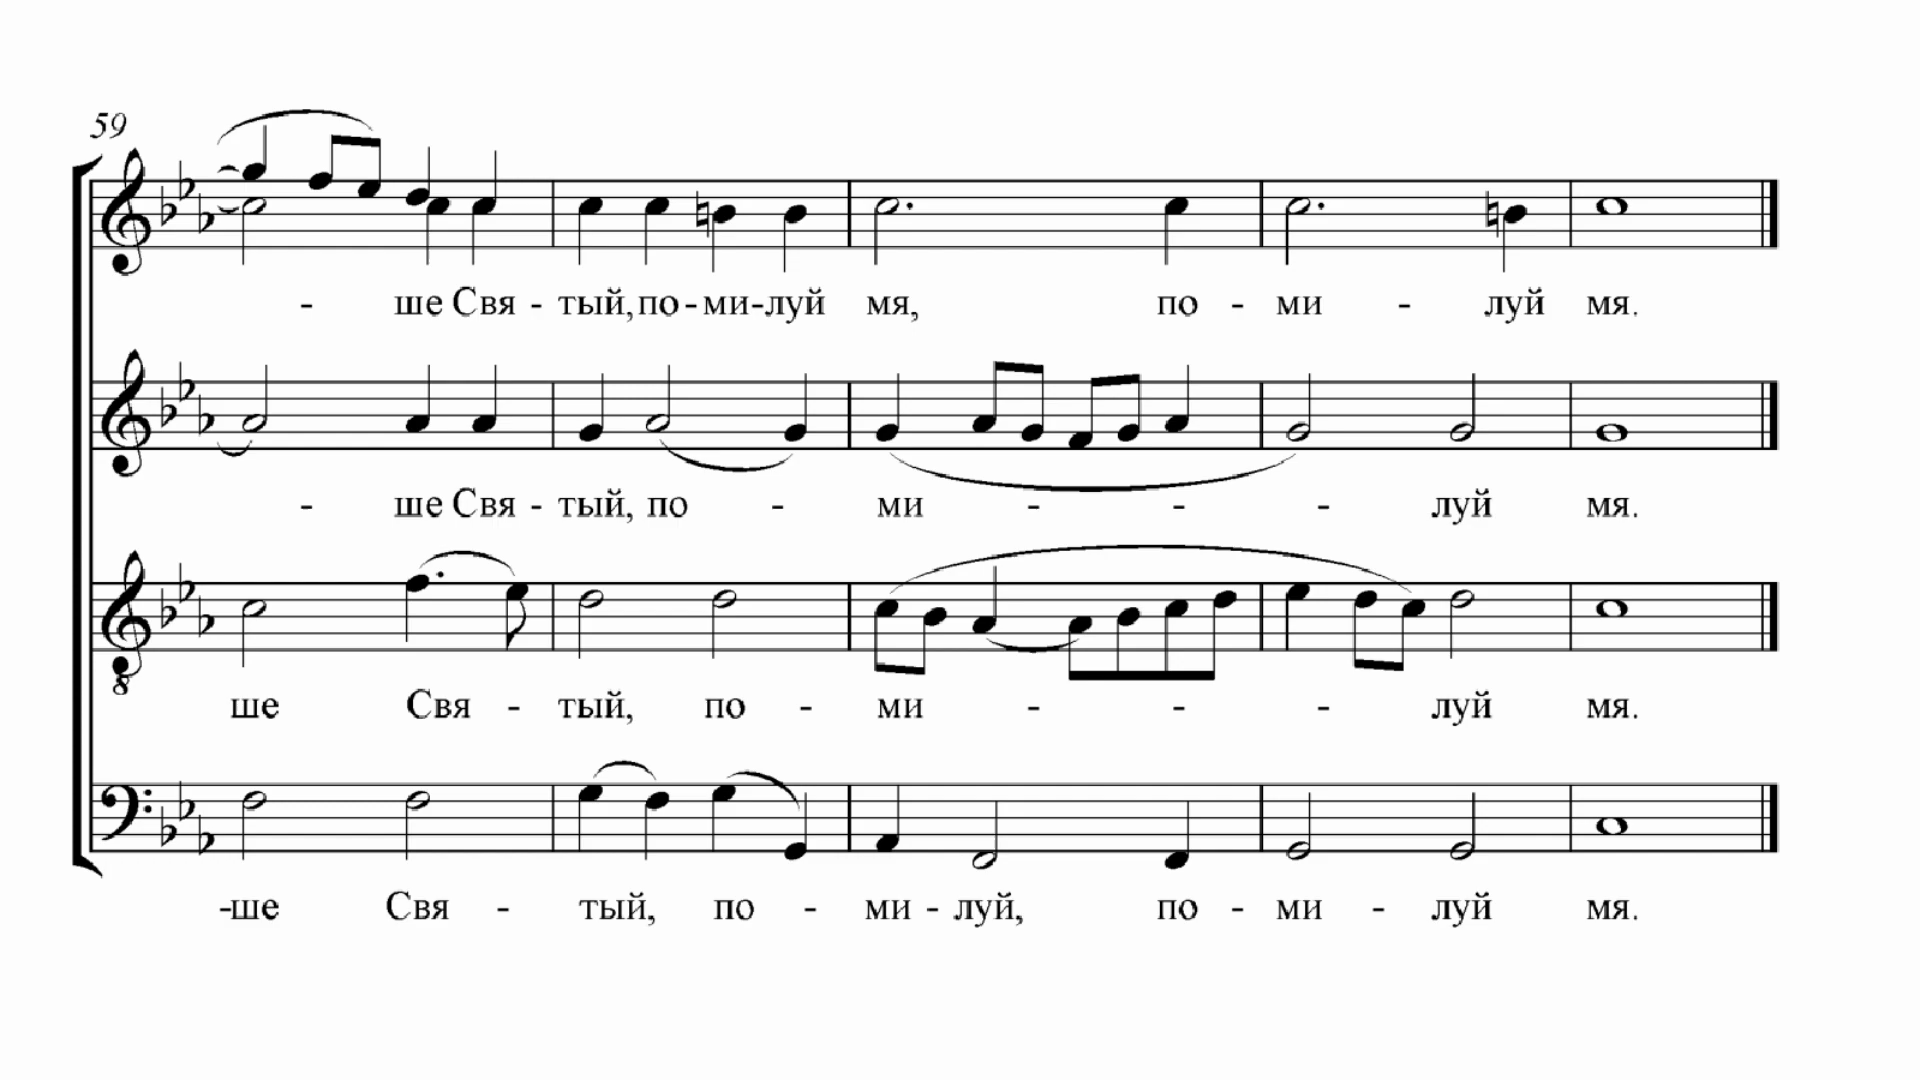 59
- ше Свя - тый, по - ми - луй мя, по - ми - луй мя.
- ше Свя - тый, по - ми - - - луй мя.
8
ше Свя - тый, по - ми - - - луй мя.
-ше Свя - тый, по - ми - луй, по - ми - луй мя.